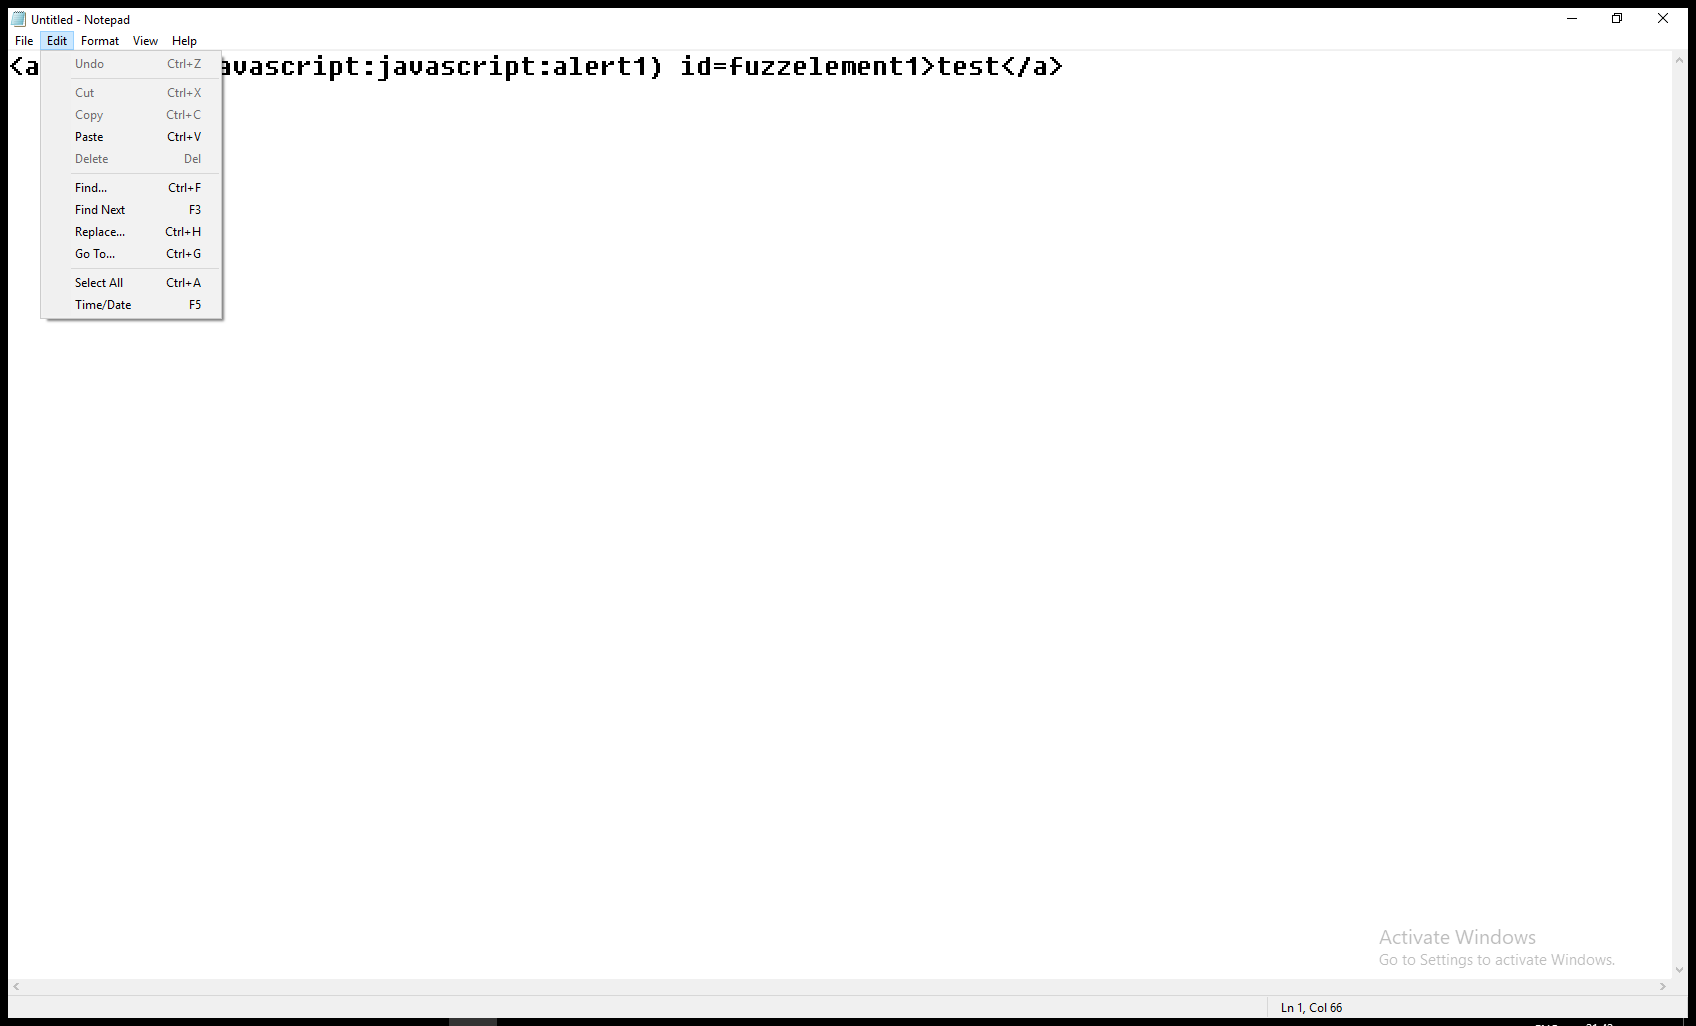 Untitled - Notepad
File Edit Format View Help
<a avascript:javascript:alert1) id=fuzzelement1>test</a>
Undo Ctrl+Z
Cut Ctrl+X
Copy Ctrl+C
Paste Ctrl+V
Delete Del
Find... Ctrl+F
Find Next F3
Replace... Ctrl+H
Go To... Ctrl+G
Select All Ctrl+A
Time/Date F5
Activate Windows
Go to Settings to activate Windows.
Ln 1, Col 66